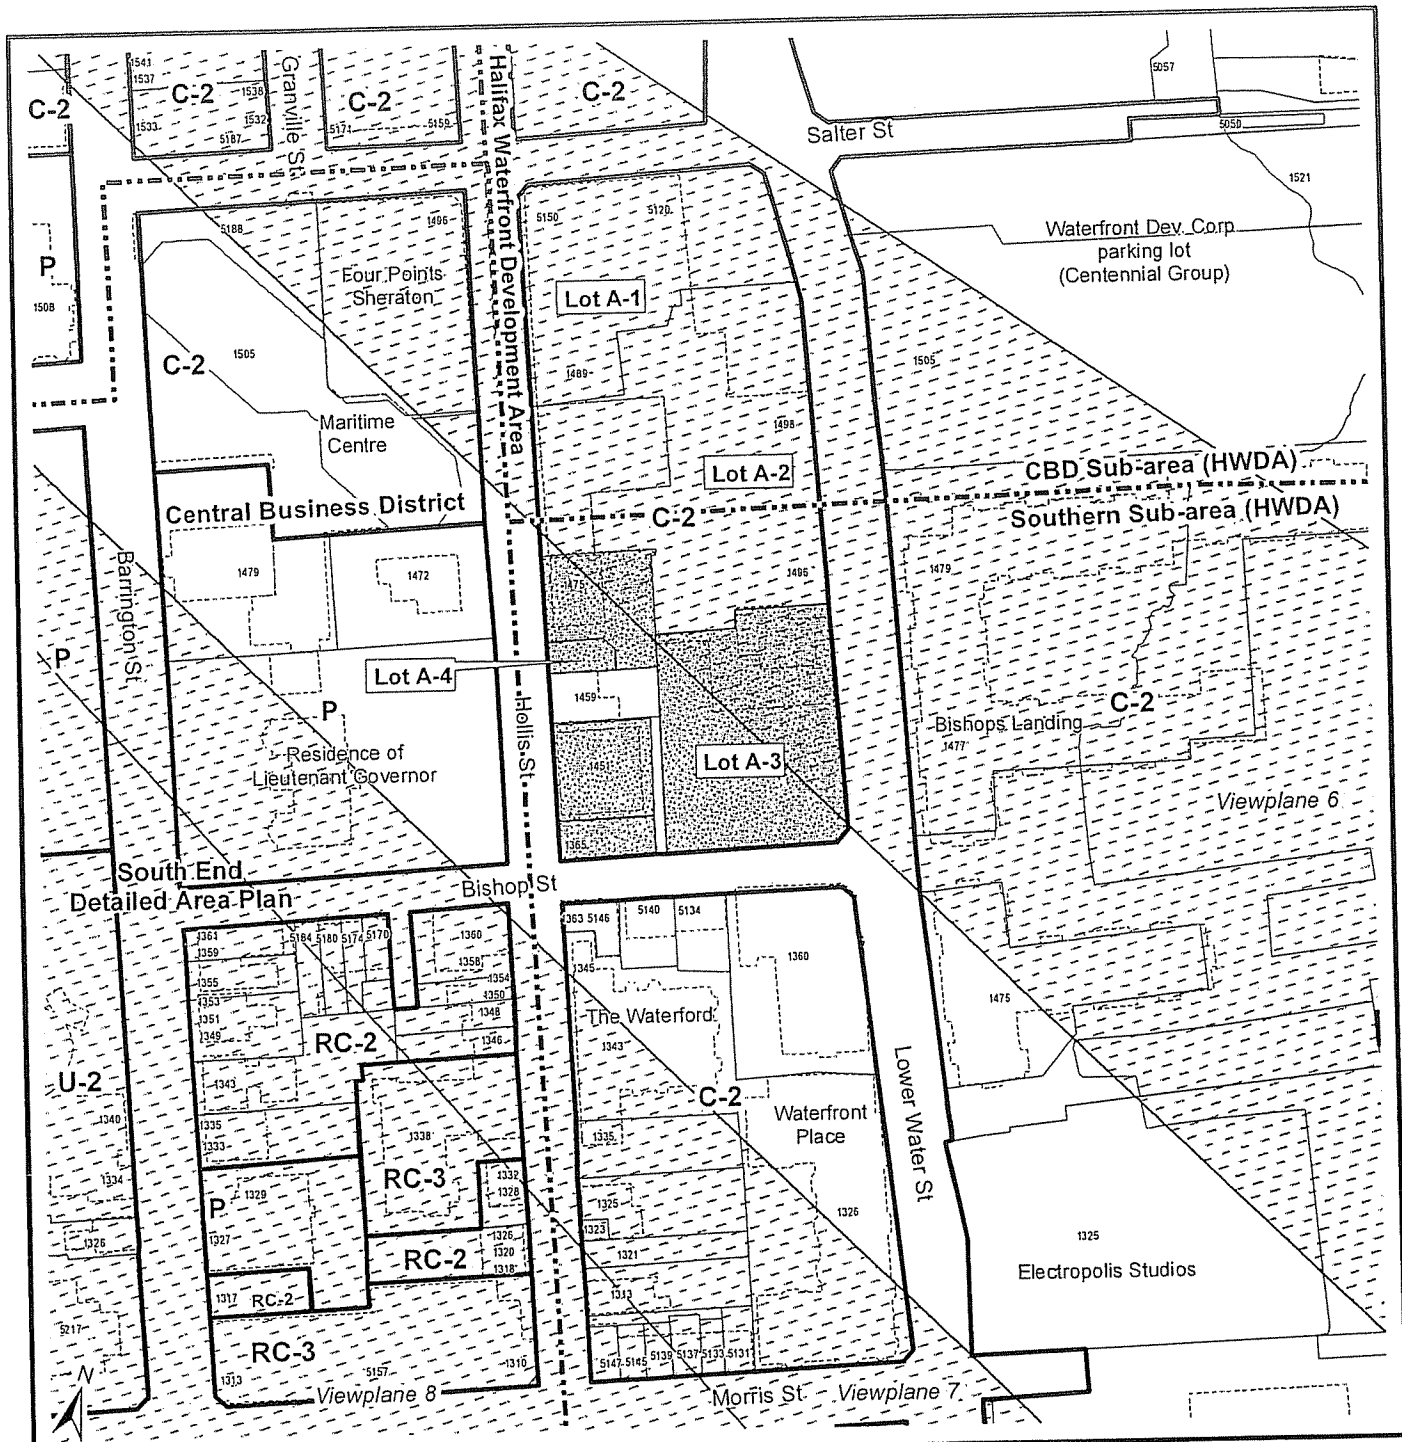 1541
1537
1533
C-2
C-2
1538
1532
5187
Granville St
C-2
5171
5159
Halifax Waterfront Development Area
C-2
5057
Salter St
5050
1521
Waterfront Dev. Corp
parking lot
(Centennial Group)
P
1508
5188
1496
Four Points
Sheraton
5150
5120
Lot A-1
1489
1505
C-2
1505
Maritime
Centre
1498
Lot A-2
CBD Sub-area (HWDA)
Southern Sub-area (HWDA)
Central Business District
C-2
Barrington St
1479
1472
1475
1496
1479
P
Lot A-4
1459
P
Hollis St
Residence of
Lieutenant Governor
1451
Lot A-3
C-2
Bishops Landing
1477
Viewplane 6
1365
South End
Detailed Area Plan
Bishop St
1361
1359
1355
1353
1351
1349
5184
5180
5174
5170
1360
1358
1354
1350
1348
1346
RC-2
363
5146
5140
5134
1345
1360
The Waterford
1343
1475
U-2
1340
1334
1326
5217
1343
1335
1333
1338
RC-3
1332
1328
C-2
Waterfront
Place
Lower Water St
1335
1325
1323
1321
1313
1326
P
1329
1327
RC-2
1326
1320
1318
1317
RC-2
RC-3
1313
5157
1310
1325
Electropolis Studios
5147
5145
5139
5137
5133
5131
N
Viewplane 8
Morris St
Viewplane 7